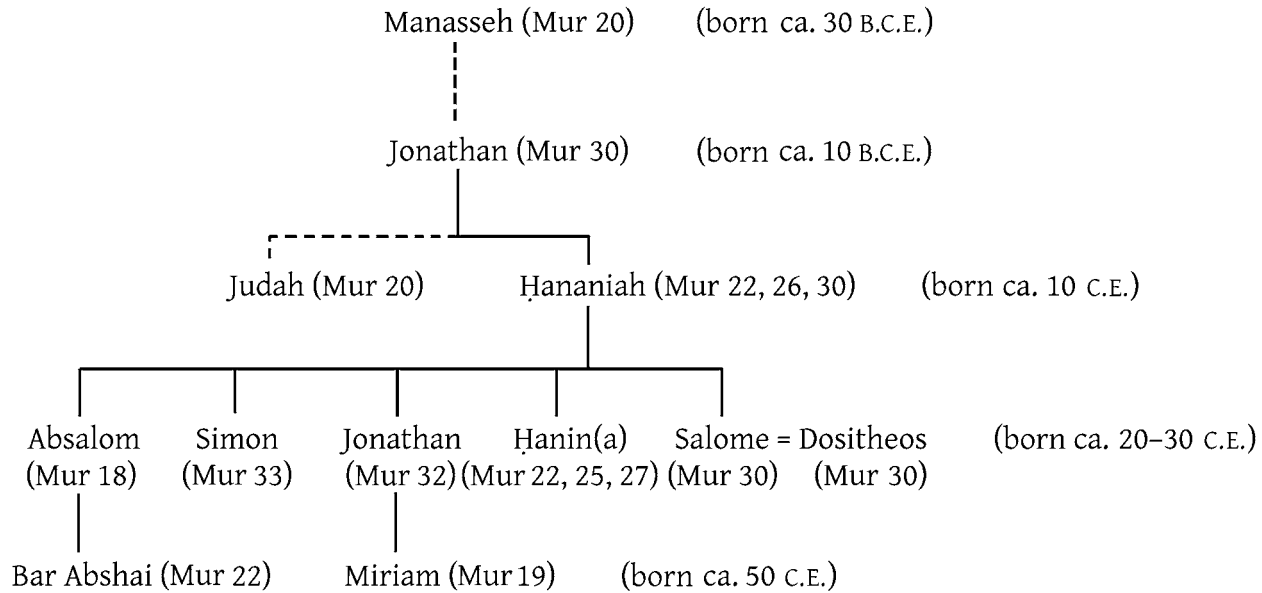 Manasseh (Mur 20) (born ca. 30 B.C.E.)
Jonathan (Mur 30) (born ca. 10 B.C.E.)
Judah (Mur 20) Ḥananiah (Mur 22, 26, 30) (born ca. 10 C.E.)
Absalom Simon Jonathan Ḥanin(a) Salome = Dositheos (born ca. 20–30 C.E.)
(Mur 18) (Mur 33) (Mur 32) (Mur 22, 25, 27) (Mur 30) (Mur 30)
Bar Abshai (Mur 22) Miriam (Mur 19) (born ca. 50 C.E.)